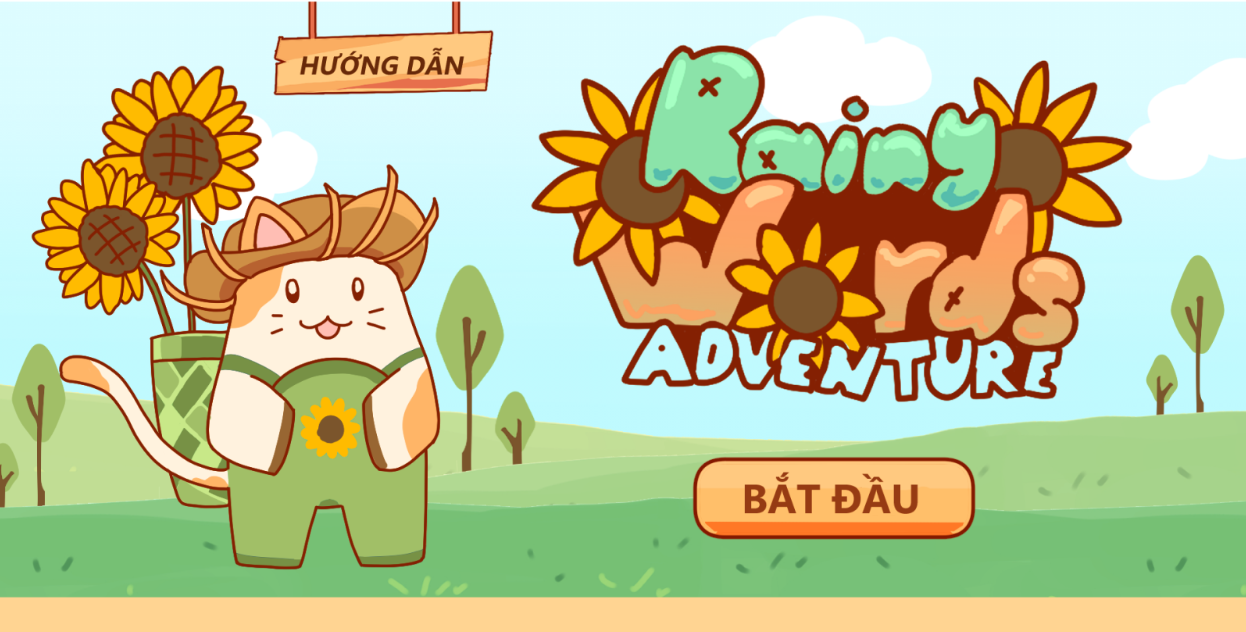 HƯỚNG DẪN
Rainy
Words
ADVENTURE
BẮT ĐẦU